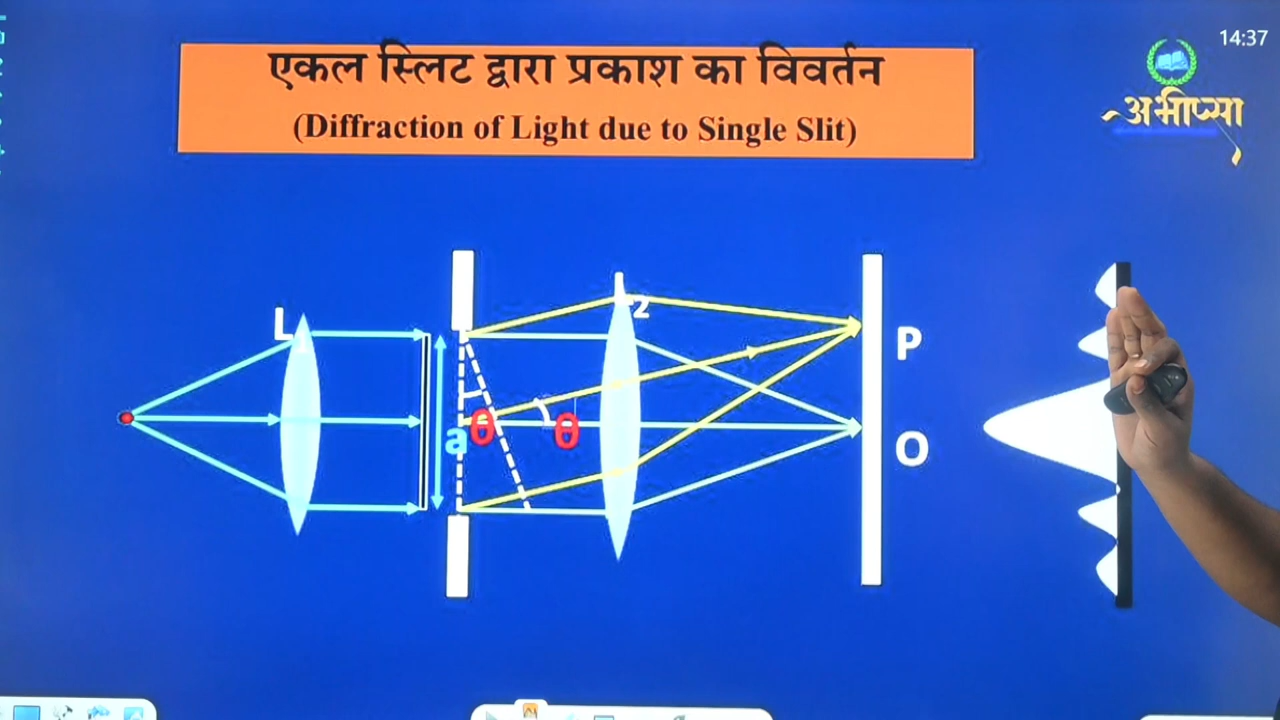 14:37
एकल स्लिट द्वारा प्रकाश का विवर्तन
(Diffraction of Light due to Single Slit)
अभीप्सा
L1
L2
P
a
θ
θ
O